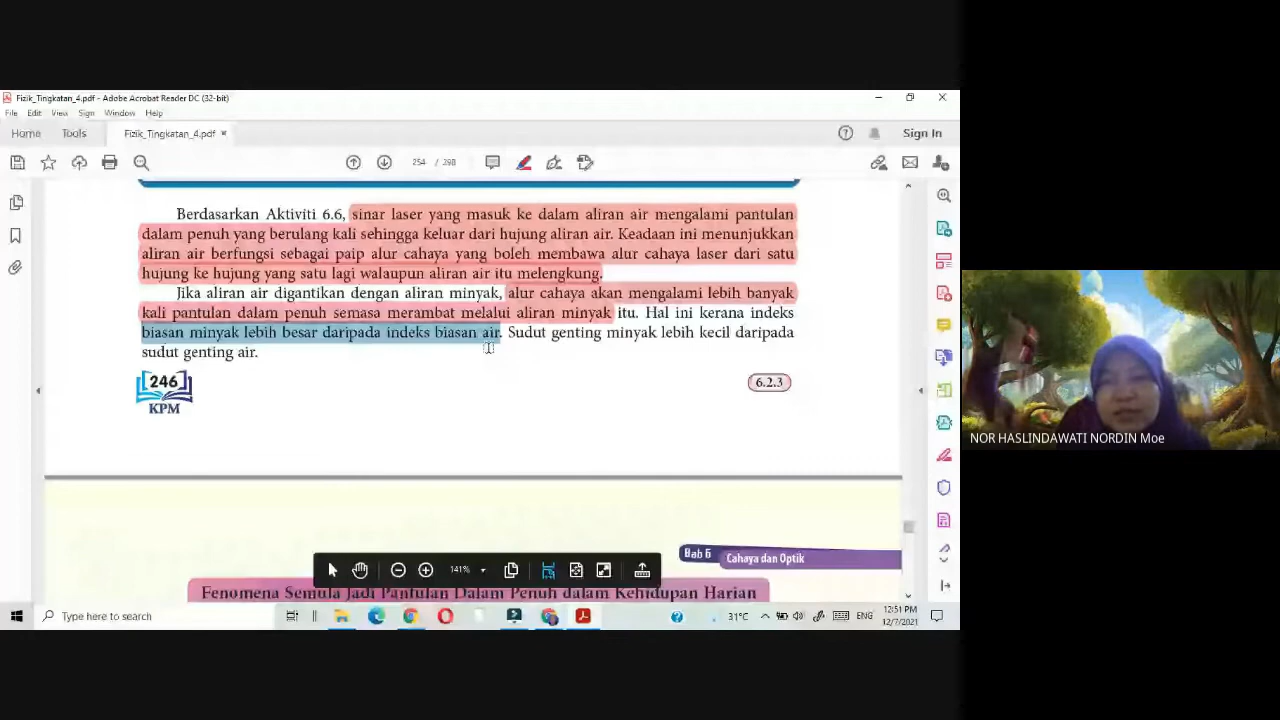 Fizik_Tingkatan_4.pdf - Adobe Acrobat Reader DC (32-bit)
File Edit View Sign Window Help
Home Tools Fizik_Tingkatan_4.pdf × Sign In
254 / 298
Berdasarkan Aktiviti 6.6, sinar laser yang masuk ke dalam aliran air mengalami pantulan
dalam penuh yang berulang kali sehingga keluar dari hujung aliran air. Keadaan ini menunjukkan
aliran air berfungsi sebagai paip alur cahaya yang boleh membawa alur cahaya laser dari satu
hujung ke hujung yang satu lagi walaupun aliran air itu melengkung.
Jika aliran air digantikan dengan aliran minyak, alur cahaya akan mengalami lebih banyak
kali pantulan dalam penuh semasa merambat melalui aliran minyak itu. Hal ini kerana indeks
biasan minyak lebih besar daripada indeks biasan air. Sudut genting minyak lebih kecil daripada
sudut genting air.
246
KPM
6.2.3
NOR HASLINDAWATI NORDIN Moe
Bab 6 Cahaya dan Optik
141%
Fenomena Semula Jadi Pantulan Dalam Penuh dalam Kehidupan Harian
Type here to search
31°C
ENG
12:51 PM
12/7/2021